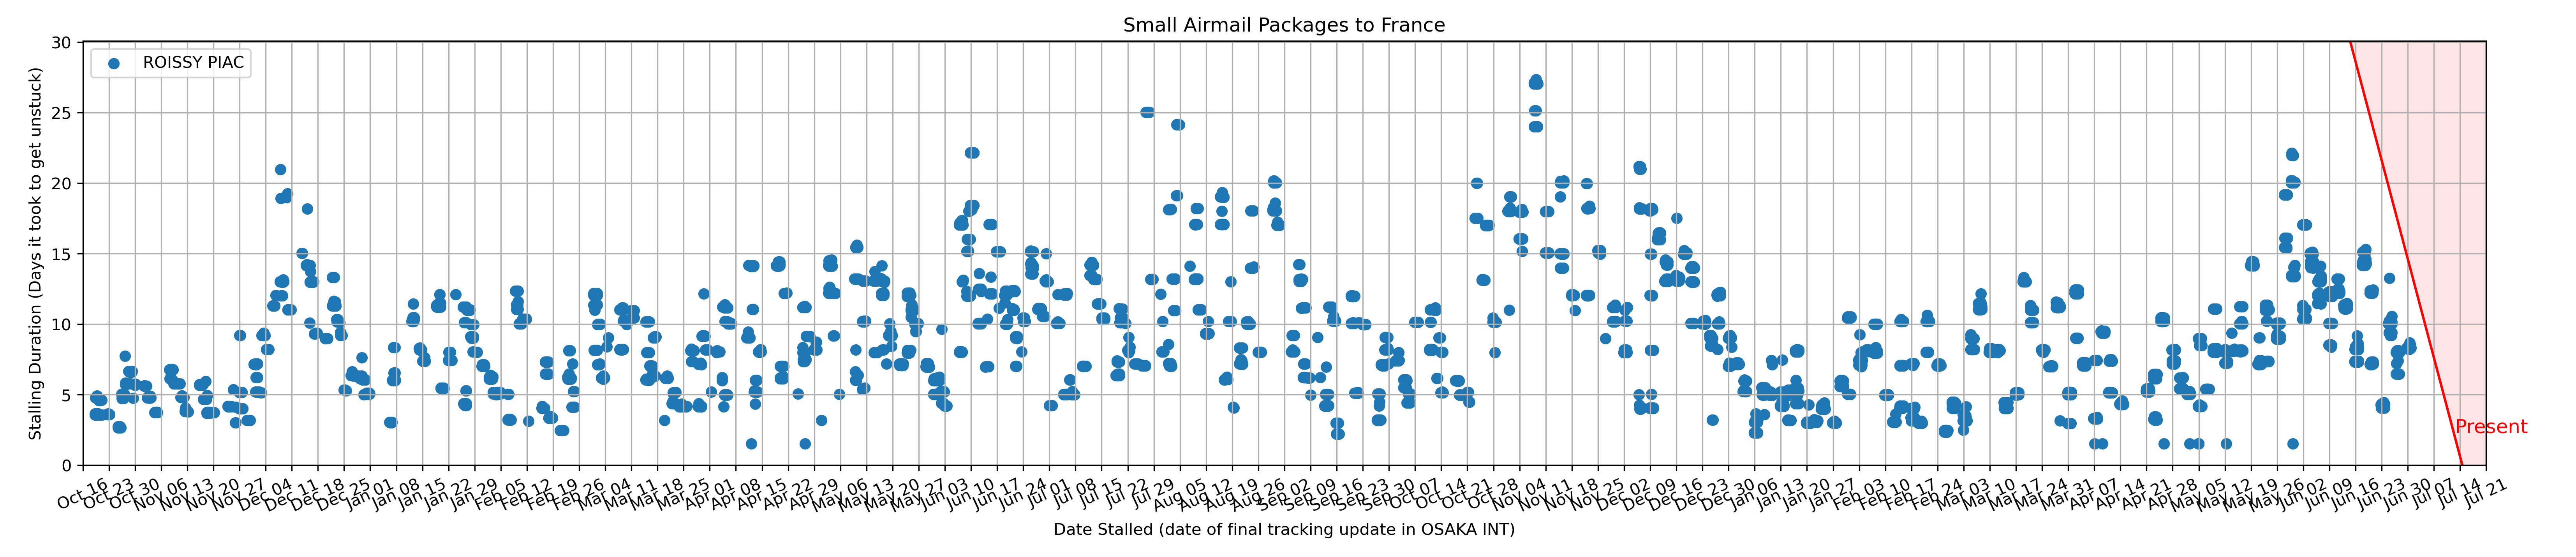 Small Airmail Packages to France
ROISSY PIAC
Stalling Duration (Days it took to get unstuck)
30
25
20
15
10
5
0
Present
Oct 16 Oct 23 Oct 30 Nov 06 Nov 13 Nov 20 Nov 27 Dec 04 Dec 11 Dec 18 Dec 25 Jan 01 Jan 08 Jan 15 Jan 22 Jan 29 Feb 05 Feb 12 Feb 19 Feb 26 Mar 04 Mar 11 Mar 18 Mar 25 Apr 01 Apr 08 Apr 15 Apr 22 Apr 29 May 06 May 13 May 20 May 27 Jun 03 Jun 10 Jun 17 Jun 24 Jul 01 Jul 08 Jul 15 Jul 22 Jul 29 Aug 05 Aug 12 Aug 19 Aug 26 Sep 02 Sep 09 Sep 16 Sep 23 Sep 30 Oct 07 Oct 14 Oct 21 Oct 28 Nov 04 Nov 11 Nov 18 Nov 25 Dec 02 Dec 09 Dec 16 Dec 23 Dec 30 Jan 06 Jan 13 Jan 20 Jan 27 Feb 03 Feb 10 Feb 17 Feb 24 Mar 03 Mar 10 Mar 17 Mar 24 Mar 31 Apr 07 Apr 14 Apr 21 Apr 28 May 05 May 12 May 19 May 26 Jun 02 Jun 09 Jun 16 Jun 23 Jun 30 Jul 07 Jul 14 Jul 21
Date Stalled (date of final tracking update in OSAKA INT)